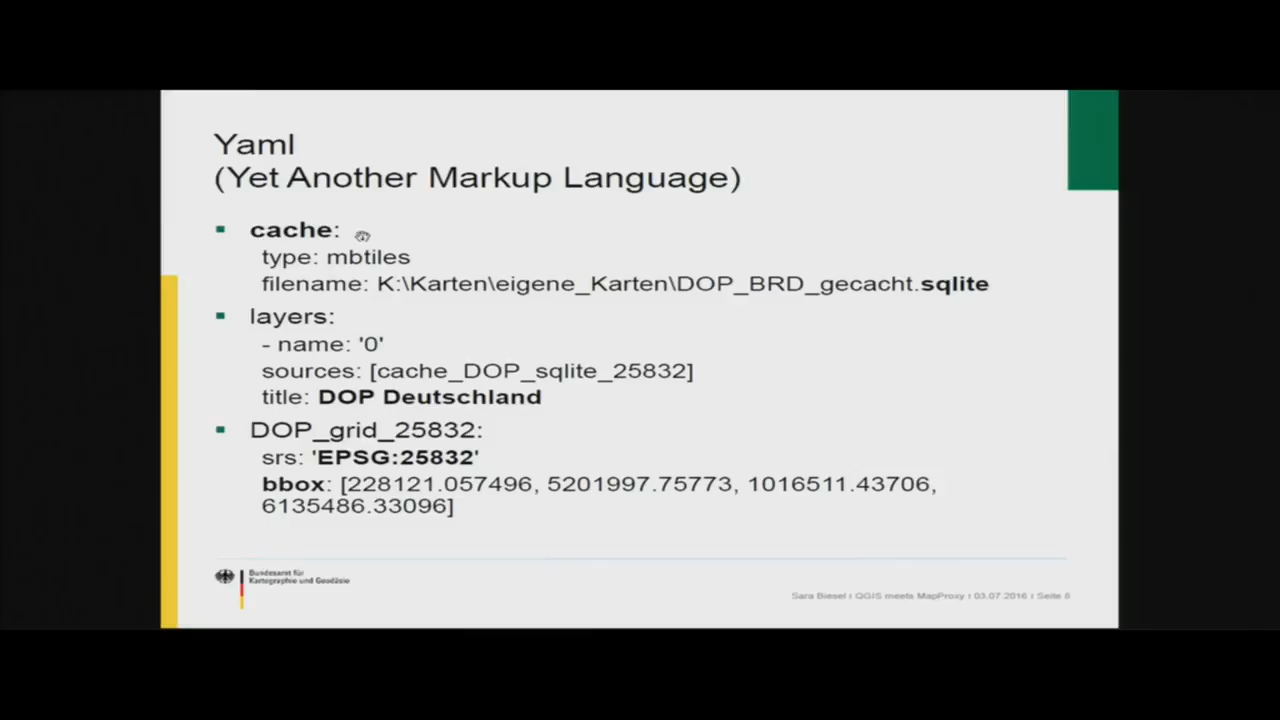 Yaml
(Yet Another Markup Language)
cache:
type: mbtiles
filename: K:\Karten\eigene_Karten\DOP_BRD_gecacht.sqlite
layers:
- name: '0'
sources: [cache_DOP_sqlite_25832]
title: DOP Deutschland
DOP_grid_25832:
srs: 'EPSG:25832'
bbox: [228121.057496, 5201997.75773, 1016511.43706,
6135486.33096]
Bundesamt für
Kartographie und Geodäsie
Sara Biesel I QGIS meets MapProxy I 03.07.2016 I Seite 6